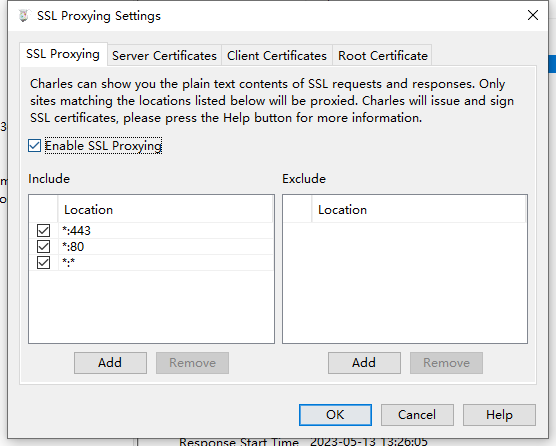 SSL Proxying Settings
SSL Proxying Server Certificates Client Certificates Root Certificate
Charles can show you the plain text contents of SSL requests and responses. Only
sites matching the locations listed below will be proxied. Charles will issue and sign
SSL certificates, please press the Help button for more information.
Enable SSL Proxying
Include Exclude
Location Location
*:443
*:80
*:*
Add Remove Add Remove
OK Cancel Help
Response Start Time 2023-05-13 13:26:05